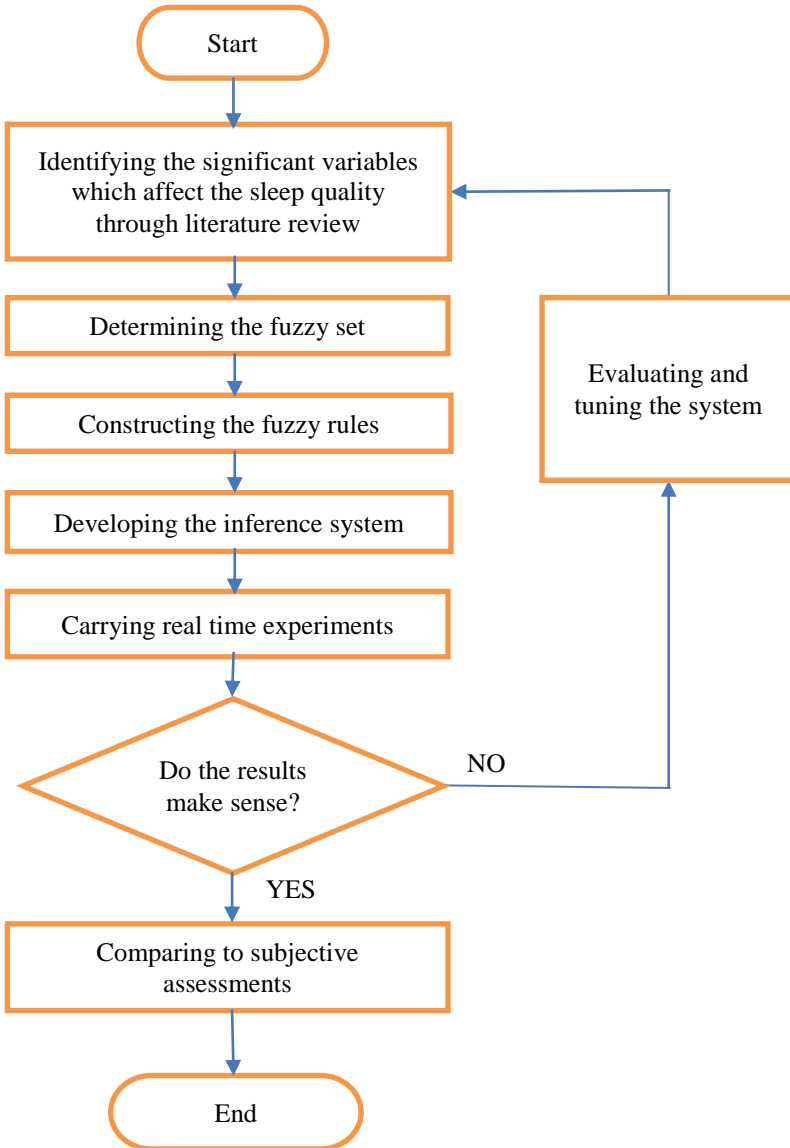 Start
Identifying the significant variables
which affect the sleep quality
through literature review
Determining the fuzzy set
Constructing the fuzzy rules
Developing the inference system
Carrying real time experiments
Do the results
make sense?
NO
Evaluating and
tuning the system
YES
Comparing to subjective
assessments
End